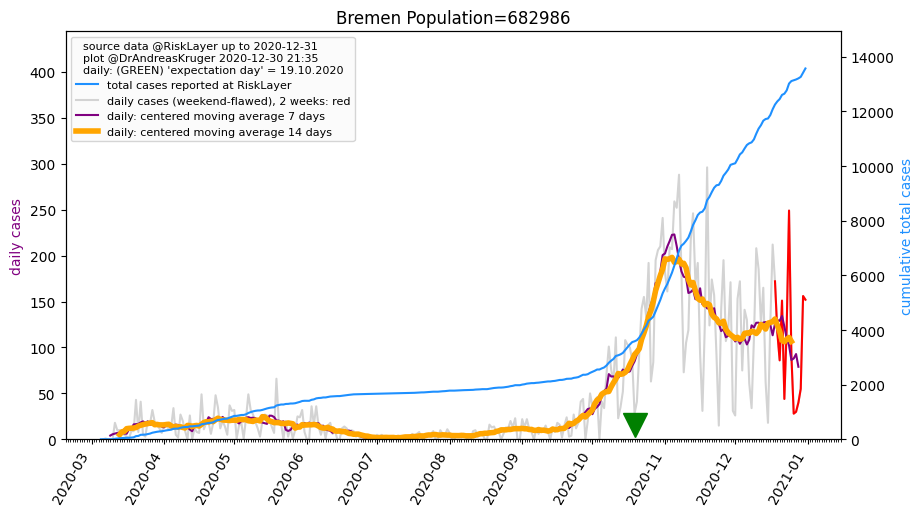 Bremen Population=682986
source data @RiskLayer up to 2020-12-31
plot @DrAndreasKruger 2020-12-30 21:35
daily: (GREEN) 'expectation day' = 19.10.2020
total cases reported at RiskLayer
daily cases (weekend-flawed), 2 weeks: red
daily: centered moving average 7 days
daily: centered moving average 14 days
daily cases
400
350
300
250
200
150
100
50
0
14000
12000
10000
8000
6000
4000
2000
0
cumulative total cases
2020-03
2020-04
2020-05
2020-06
2020-07
2020-08
2020-09
2020-10
2020-11
2020-12
2021-01